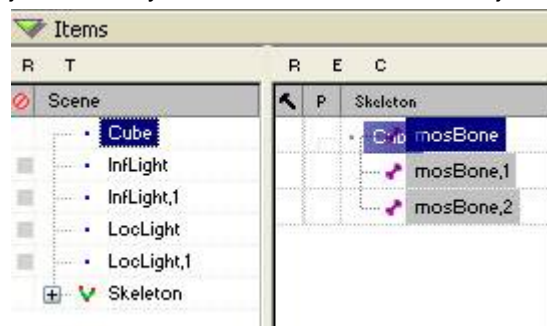 Items
R T
R E C
Scene
P Skeleton
Cube
InfLight
InfLight,1
LocLight
LocLight,1
Skeleton
mosBone
mosBone,1
mosBone,2